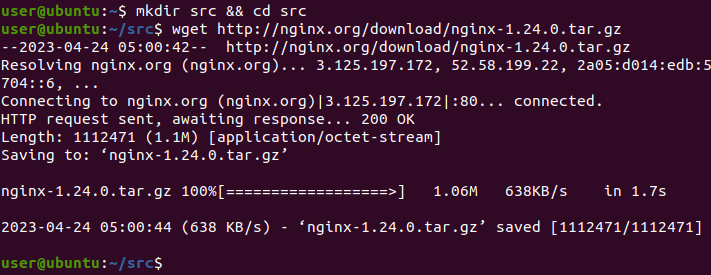 user@ubuntu:~$ mkdir src && cd src
user@ubuntu:~/src$ wget http://nginx.org/download/nginx-1.24.0.tar.gz
--2023-04-24 05:00:42--  http://nginx.org/download/nginx-1.24.0.tar.gz
Resolving nginx.org (nginx.org)... 3.125.197.172, 52.58.199.22, 2a05:d014:edb:5
704::6, ...
Connecting to nginx.org (nginx.org)|3.125.197.172|:80... connected.
HTTP request sent, awaiting response... 200 OK
Length: 1112471 (1.1M) [application/octet-stream]
Saving to: ‘nginx-1.24.0.tar.gz’
nginx-1.24.0.tar.gz 100%[===================>]   1.06M   638KB/s    in 1.7s
2023-04-24 05:00:44 (638 KB/s) - ‘nginx-1.24.0.tar.gz’ saved [1112471/1112471]
user@ubuntu:~/src$